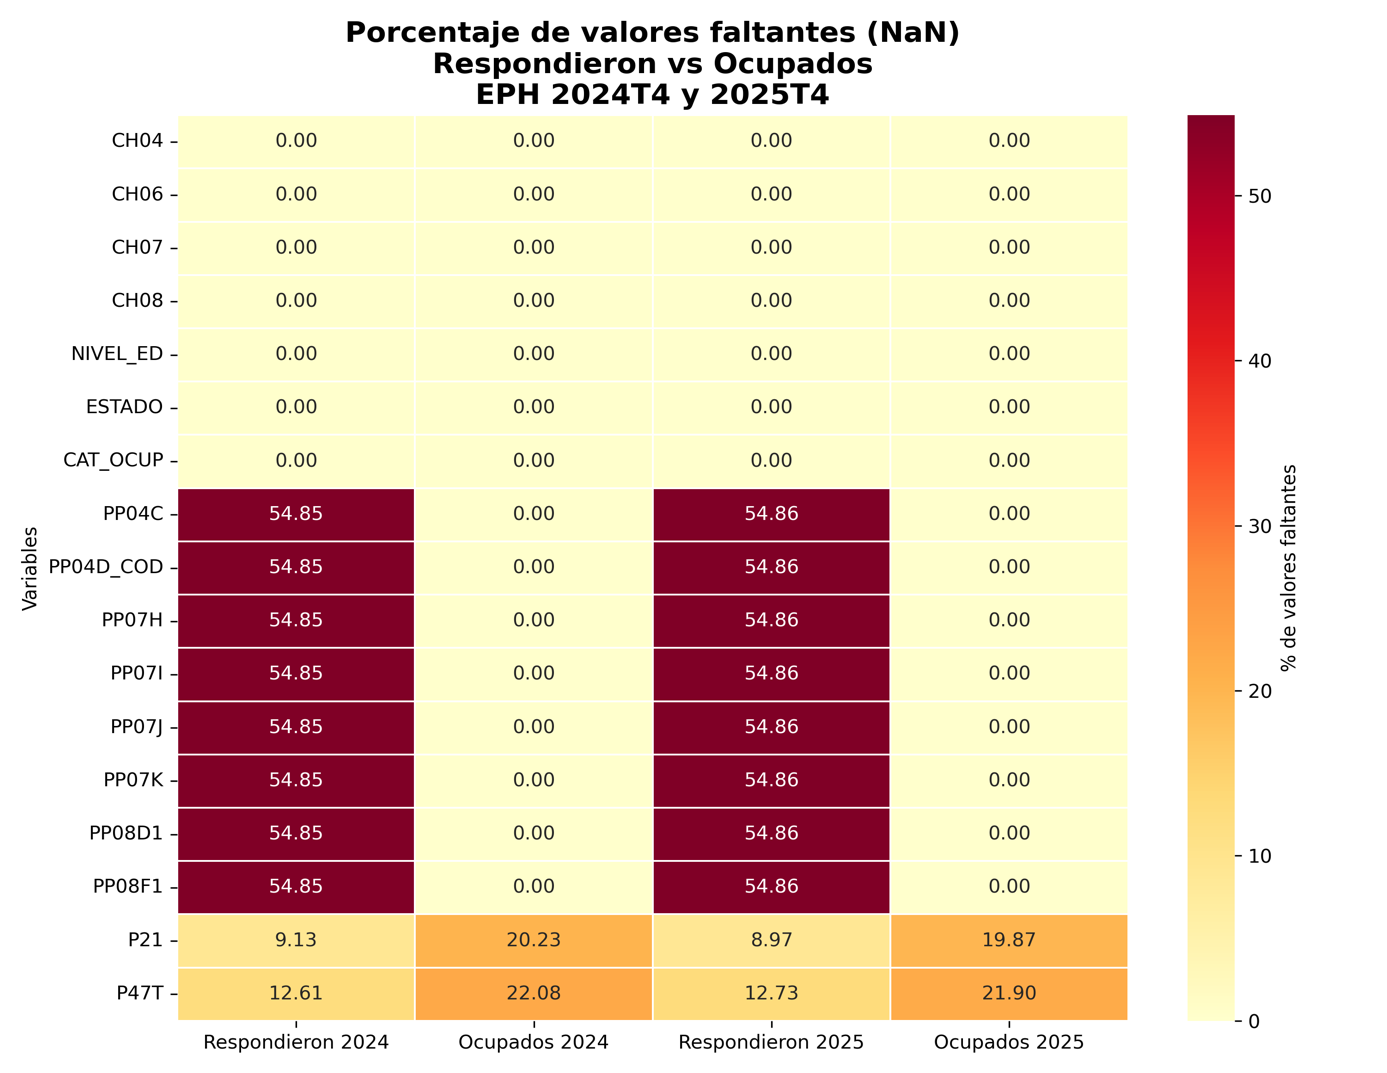 Porcentaje de valores faltantes (NaN)
Respondieron vs Ocupados
EPH 2024T4 y 2025T4
Variables
CH04 0.00 0.00 0.00 0.00
CH06 0.00 0.00 0.00 0.00
CH07 0.00 0.00 0.00 0.00
CH08 0.00 0.00 0.00 0.00
NIVEL_ED 0.00 0.00 0.00 0.00
ESTADO 0.00 0.00 0.00 0.00
CAT_OCUP 0.00 0.00 0.00 0.00
PP04C 54.85 0.00 54.86 0.00
PP04D_COD 54.85 0.00 54.86 0.00
PP07H 54.85 0.00 54.86 0.00
PP07I 54.85 0.00 54.86 0.00
PP07J 54.85 0.00 54.86 0.00
PP07K 54.85 0.00 54.86 0.00
PP08D1 54.85 0.00 54.86 0.00
PP08F1 54.85 0.00 54.86 0.00
P21 9.13 20.23 8.97 19.87
P47T 12.61 22.08 12.73 21.90
Respondieron 2024 Ocupados 2024 Respondieron 2025 Ocupados 2025
50
40
30
20
10
0
% de valores faltantes